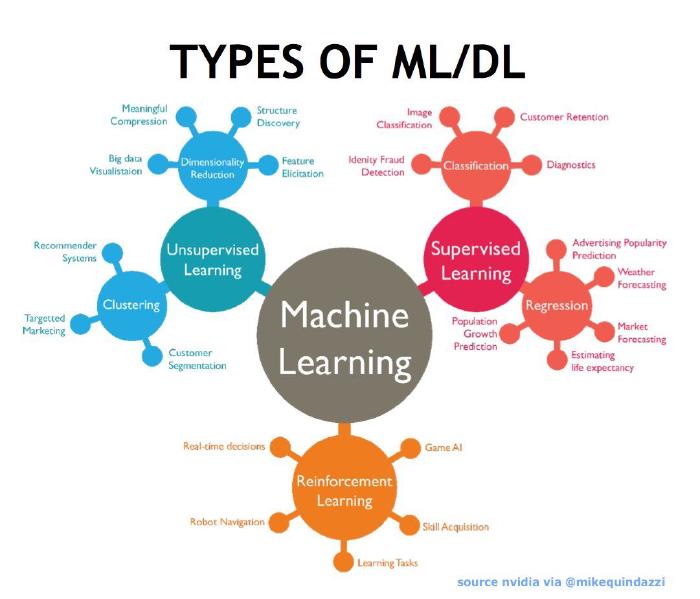 TYPES OF ML/DL
Meaningful
Compression
Structure
Discovery
Big data
Visualistaion
Dimensionality
Reduction
Feature
Elicitation
Unsupervised
Learning
Recommender
Systems
Clustering
Targetted
Marketing
Customer
Segmentation
Image
Classification
Customer Retention
Idenity Fraud
Detection
Classification
Diagnostics
Supervised
Learning
Advertising Popularity
Prediction
Weather
Forecasting
Regression
Population
Growth
Prediction
Market
Forecasting
Estimating
life expectancy
Machine
Learning
Real-time decisions
Game AI
Reinforcement
Learning
Robot Navigation
Skill Acquisition
Learning Tasks
source nvidia via @mikequindazzi